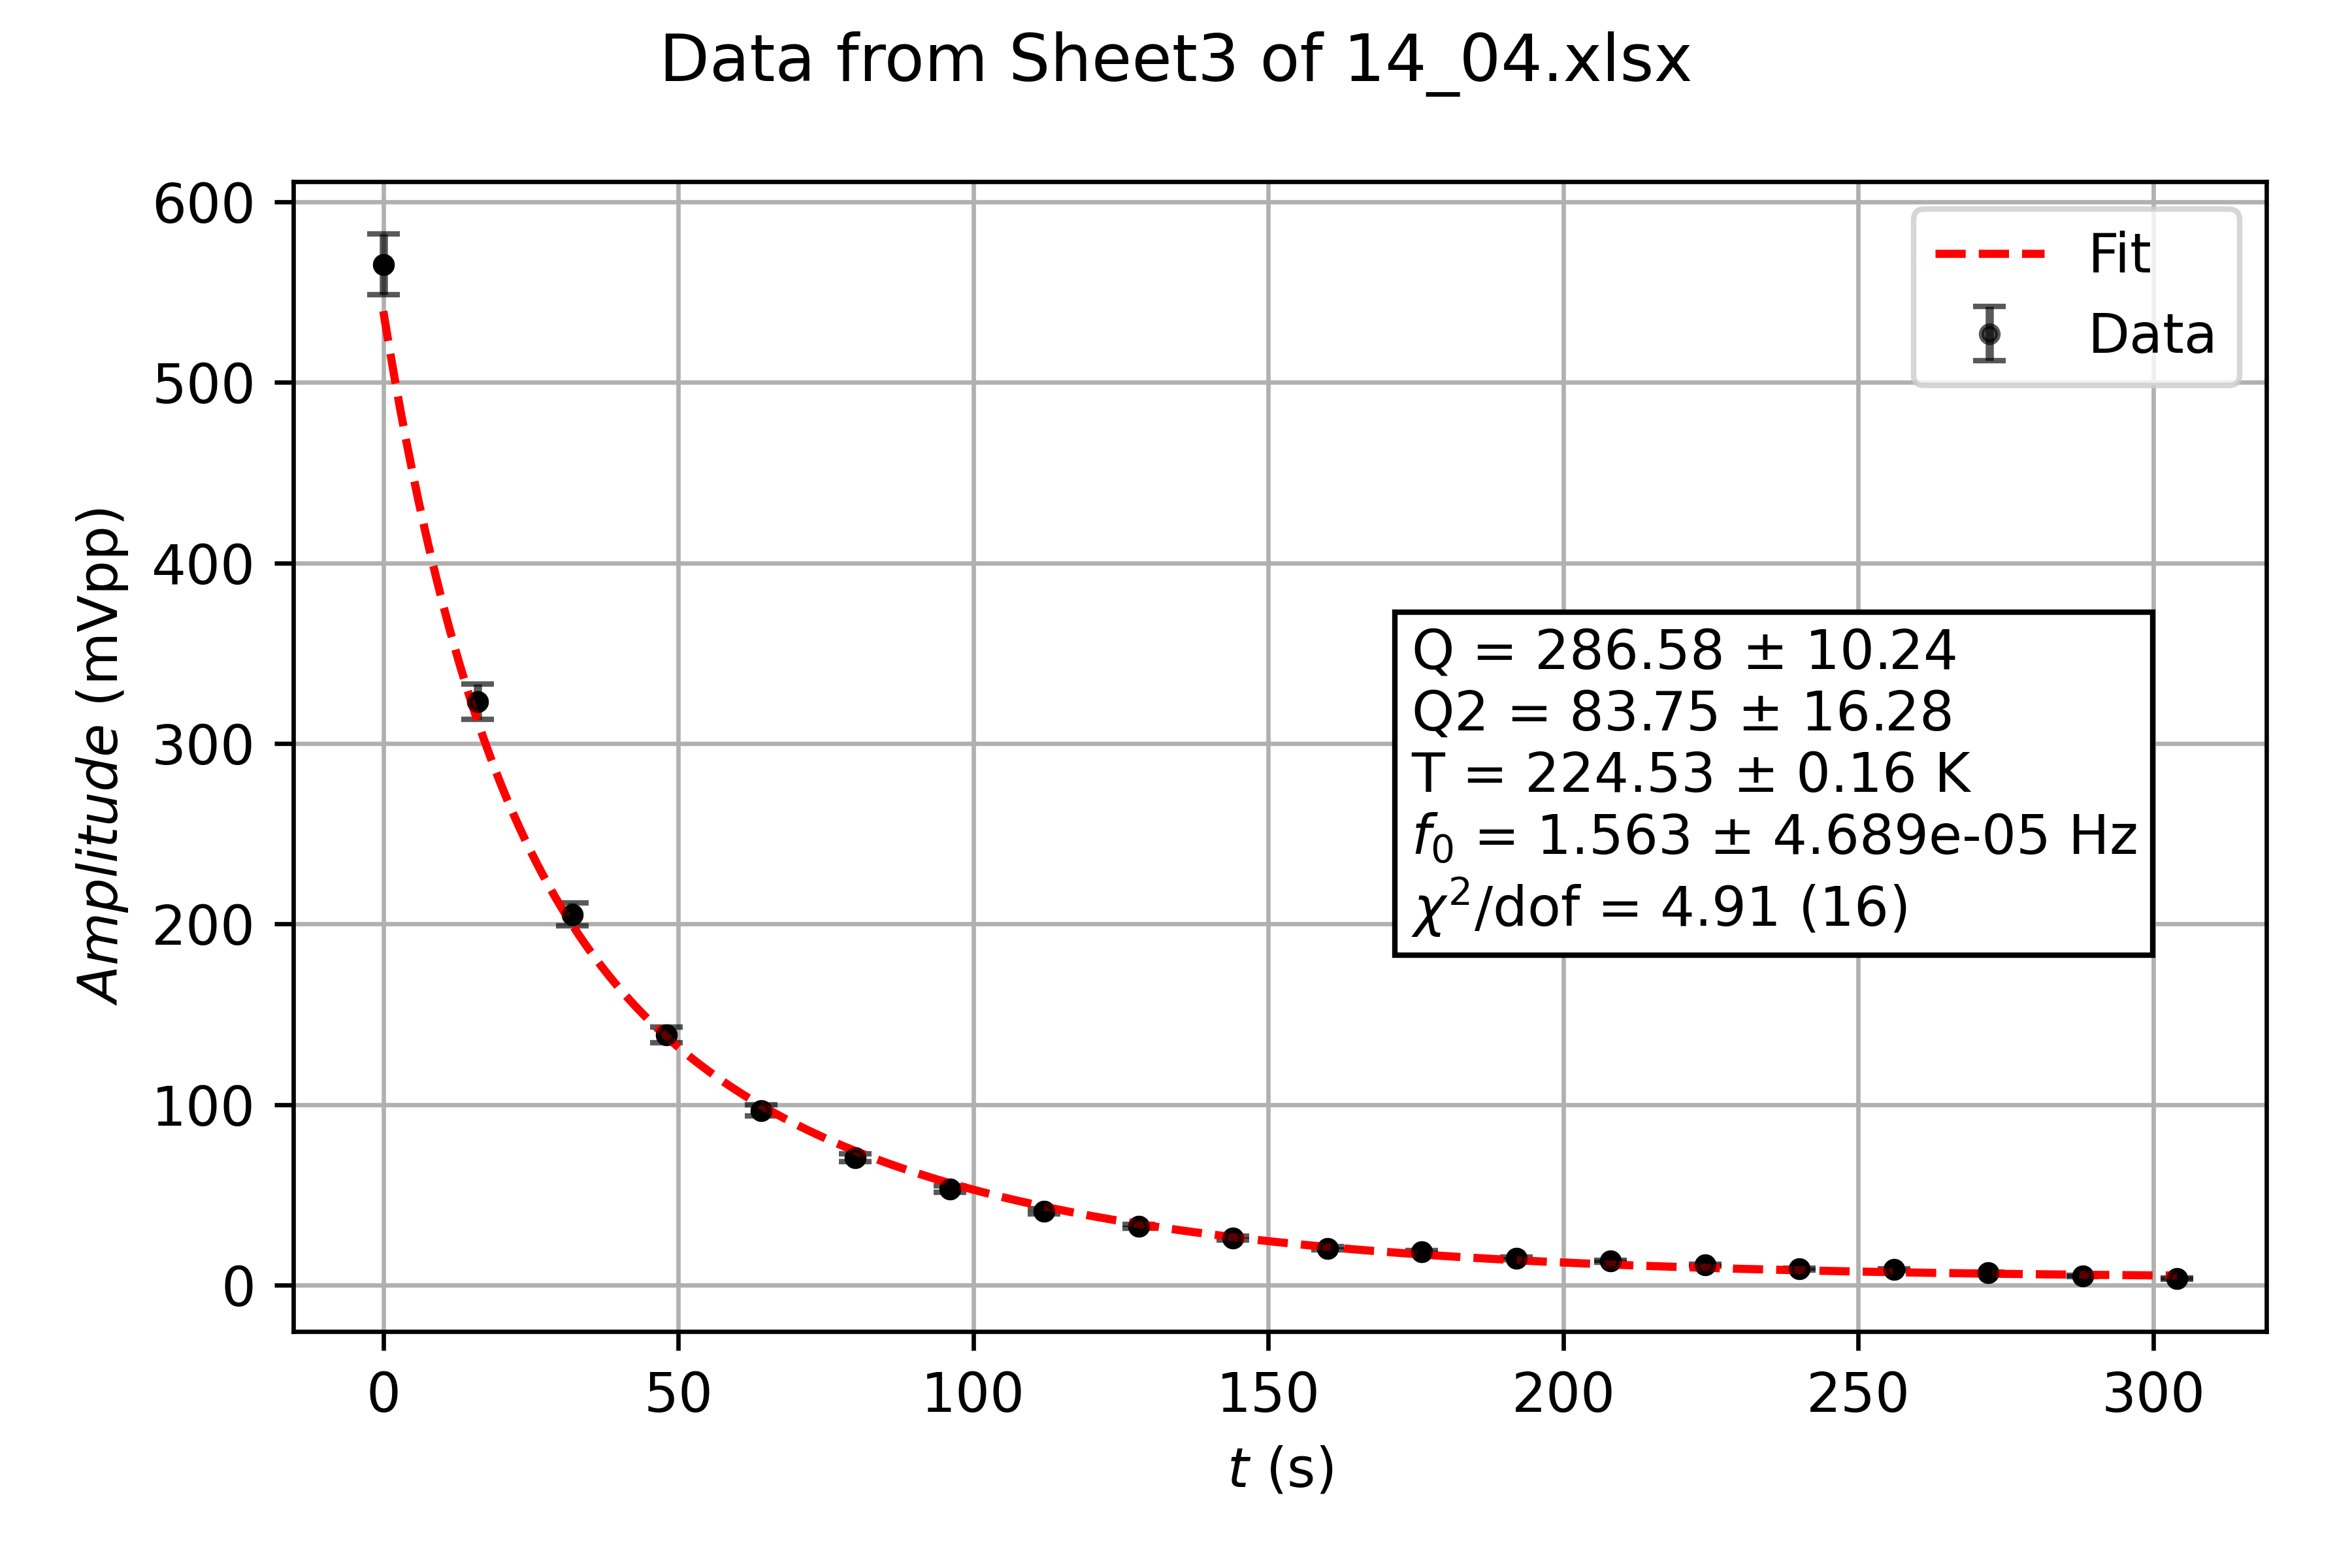 Data from Sheet3 of 14_04.xlsx
600
500
400
300
200
100
0
Amplitude (mVpp)
Fit
Data
Q = 286.58 ± 10.24
Q2 = 83.75 ± 16.28
T = 224.53 ± 0.16 K
f₀ = 1.563 ± 4.689e-05 Hz
χ²/dof = 4.91 (16)
0 50 100 150 200 250 300
t (s)